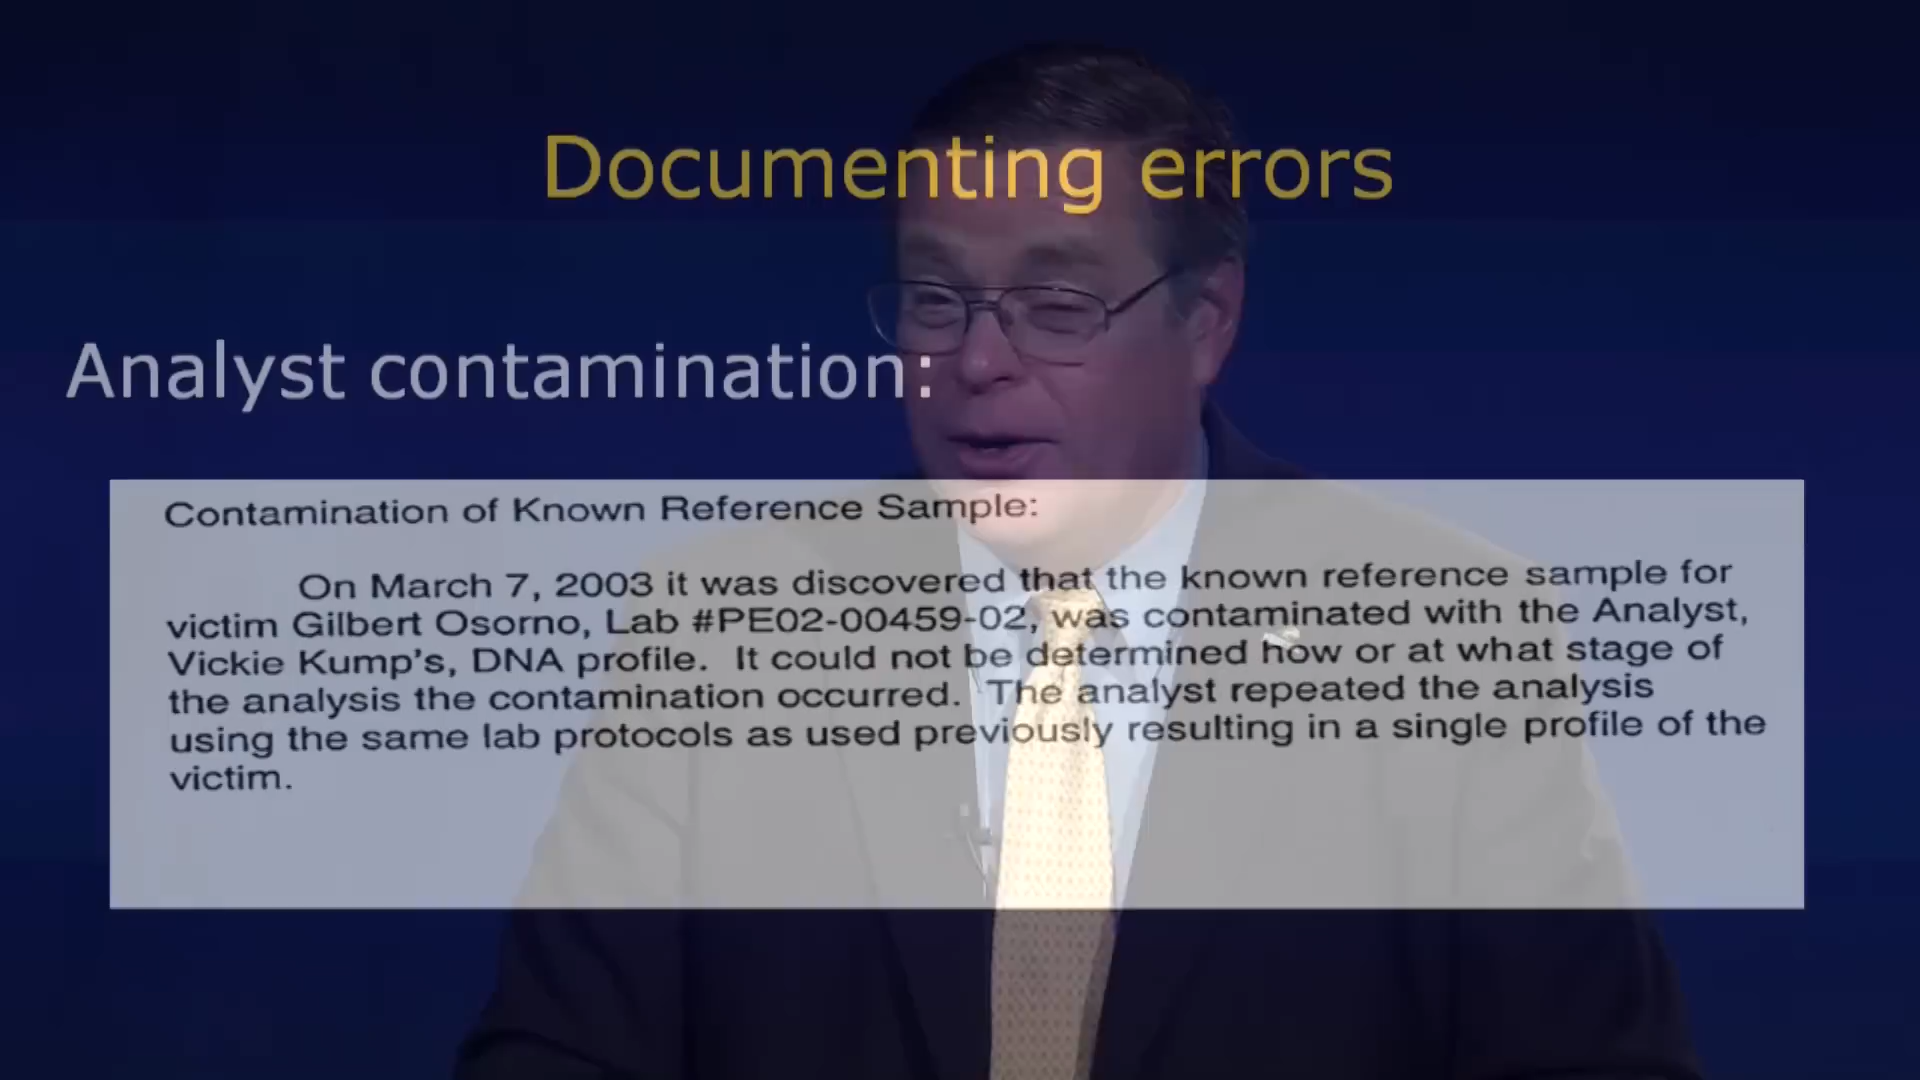 Documenting errors
Analyst contamination:
Contamination of Known Reference Sample:
On March 7, 2003 it was discovered that the known reference sample for
victim Gilbert Osorno, Lab #PE02-00459-02, was contaminated with the Analyst,
Vickie Kump's, DNA profile. It could not be determined how or at what stage of
the analysis the contamination occurred. The analyst repeated the analysis
using the same lab protocols as used previously resulting in a single profile of the
victim.